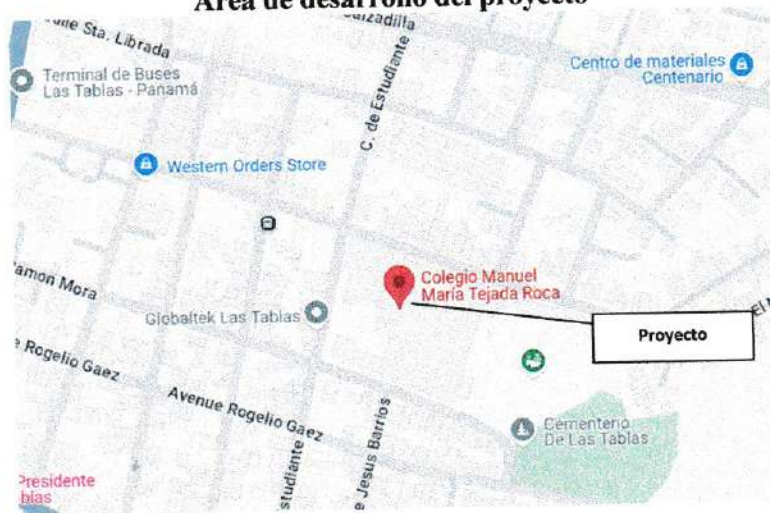 Área de desarrollo del proyecto
Calle Sta. Librada
Terminal de Buses
Las Tablas - Panamá
C. de Estudiante
Centro de materiales
Centenario
Western Orders Store
Ramon Mora
Colegio Manuel
María Tejada Roca
Globaltek Las Tablas
Proyecto
e Rogelio Gaez
Avenue Rogelio Gaez
Cementerio
De Las Tablas
studiante
e Jesus Barrios
Presidente
blas